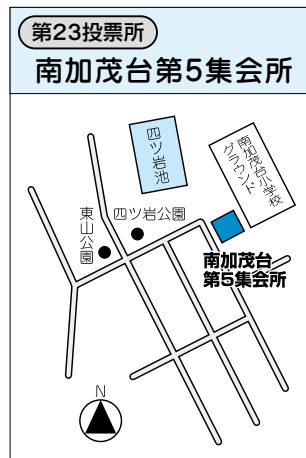 第23投票所
南加茂台第5集会所
四ツ岩池
南加茂台小学校
グラウンド
東山公園
四ツ岩公園
南加茂台
第5集会所
N